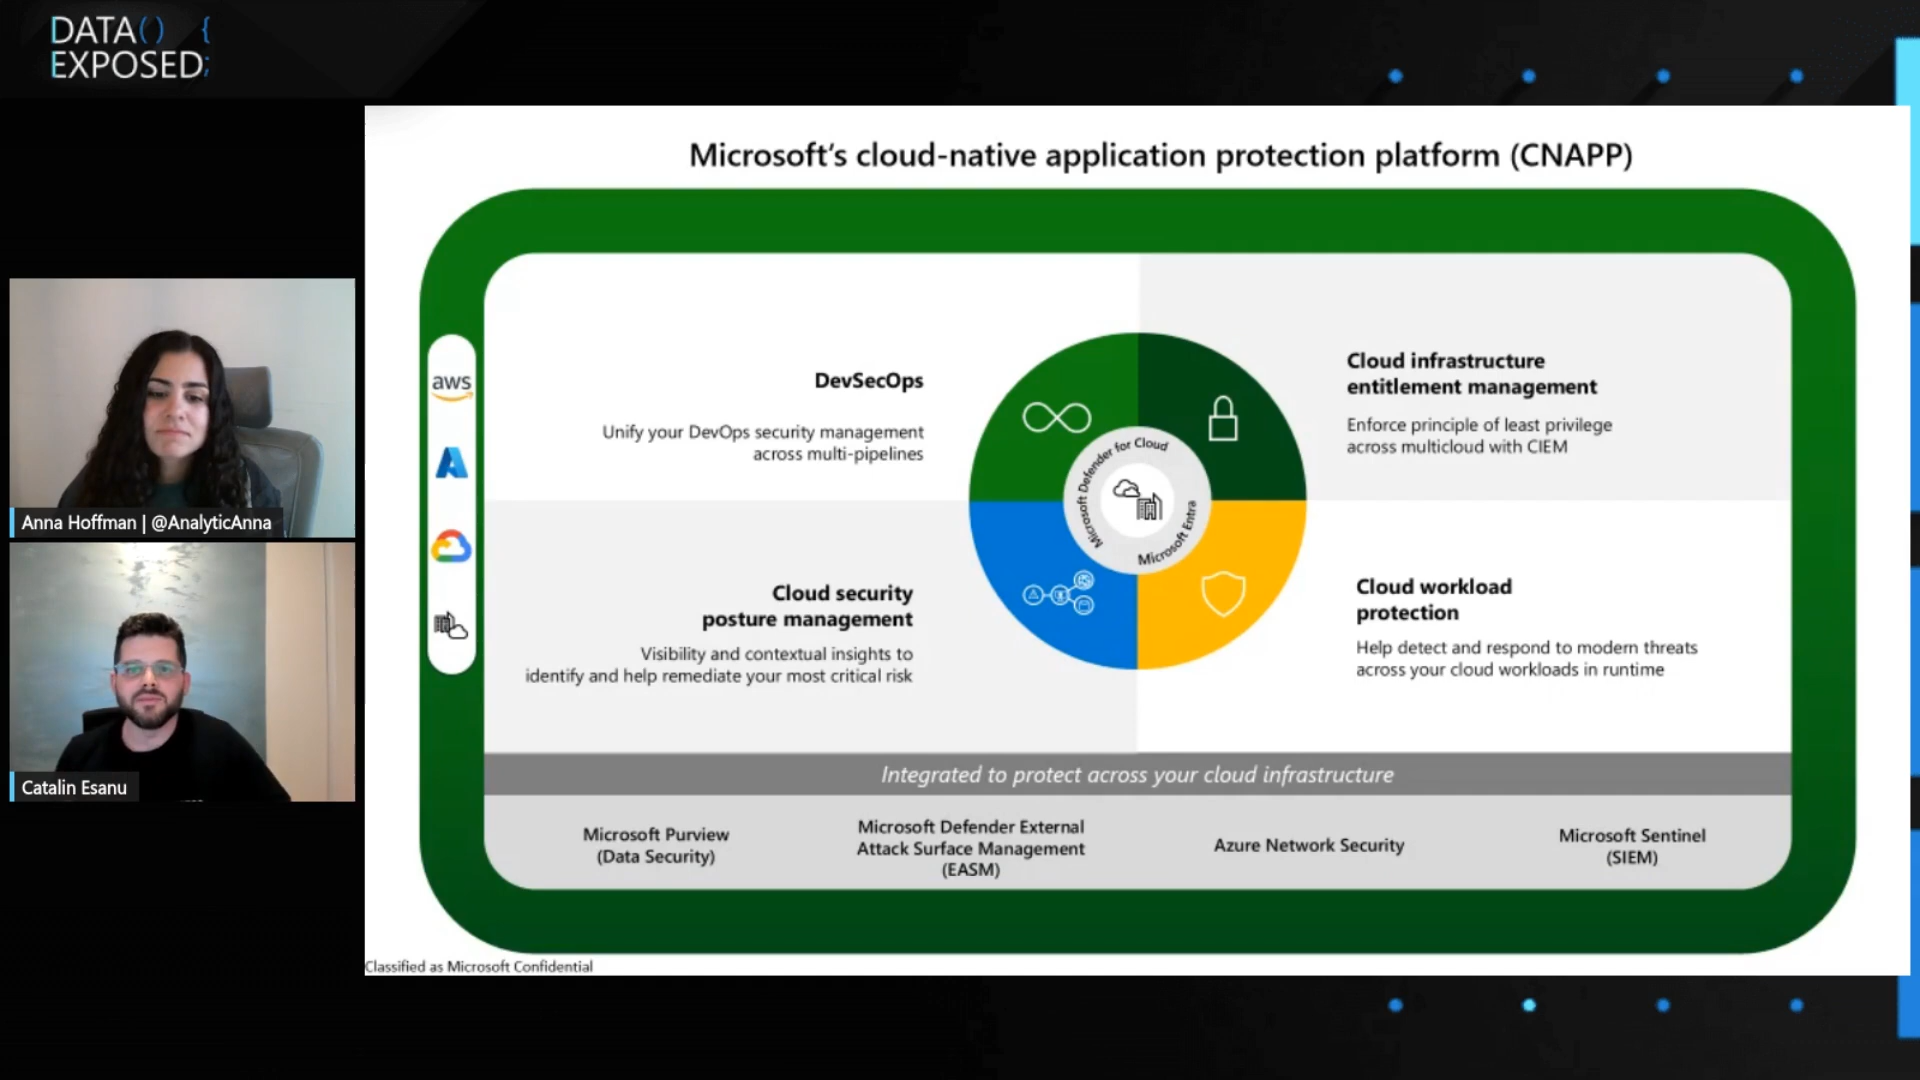 DATA() {
EXPOSED;
Microsoft's cloud-native application protection platform (CNAPP)
aws
DevSecOps
Unify your DevOps security management
across multi-pipelines
Cloud infrastructure
entitlement management
Enforce principle of least privilege
across multicloud with CIEM
Microsoft Defender for Cloud
Microsoft Entra
Cloud security
posture management
Visibility and contextual insights to
identify and help remediate your most critical risk
Cloud workload
protection
Help detect and respond to modern threats
across your cloud workloads in runtime
Integrated to protect across your cloud infrastructure
Microsoft Purview
(Data Security)
Microsoft Defender External
Attack Surface Management
(EASM)
Azure Network Security
Microsoft Sentinel
(SIEM)
Classified as Microsoft Confidential
Anna Hoffman | @AnalyticAnna
Catalin Esanu